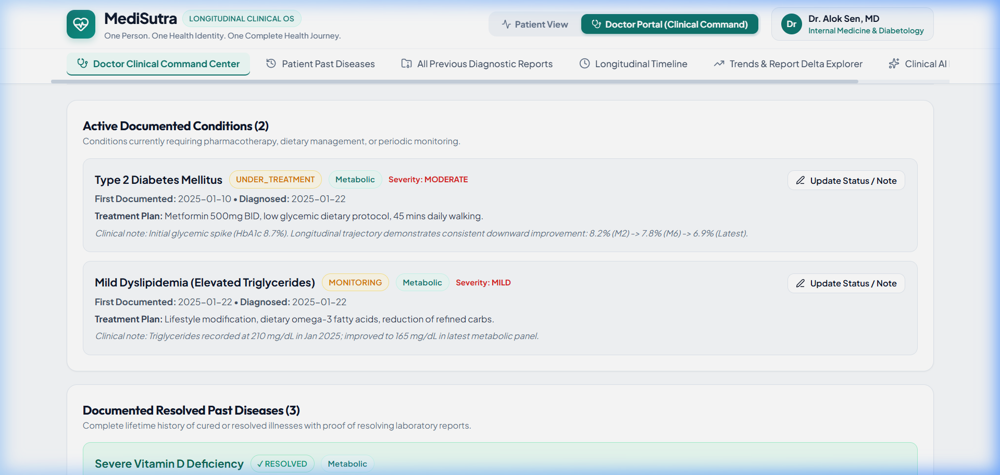 MediSutra LONGITUDINAL CLINICAL OS
One Person. One Health Identity. One Complete Health Journey.
Patient View
Doctor Portal (Clinical Command)
Dr
Dr. Alok Sen, MD
Internal Medicine & Diabetology
Doctor Clinical Command Center
Patient Past Diseases
All Previous Diagnostic Reports
Longitudinal Timeline
Trends & Report Delta Explorer
Clinical AI
Active Documented Conditions (2)
Conditions currently requiring pharmacotherapy, dietary management, or periodic monitoring.
Type 2 Diabetes Mellitus UNDER_TREATMENT Metabolic Severity: MODERATE
Update Status / Note
First Documented: 2025-01-10 • Diagnosed: 2025-01-22
Treatment Plan: Metformin 500mg BID, low glycemic dietary protocol, 45 mins daily walking.
Clinical note: Initial glycemic spike (HbA1c 8.7%). Longitudinal trajectory demonstrates consistent downward improvement: 8.2% (M2) -> 7.8% (M6) -> 6.9% (Latest).
Mild Dyslipidemia (Elevated Triglycerides) MONITORING Metabolic Severity: MILD
Update Status / Note
First Documented: 2025-01-22 • Diagnosed: 2025-01-22
Treatment Plan: Lifestyle modification, dietary omega-3 fatty acids, reduction of refined carbs.
Clinical note: Triglycerides recorded at 210 mg/dL in Jan 2025; improved to 165 mg/dL in latest metabolic panel.
Documented Resolved Past Diseases (3)
Complete lifetime history of cured or resolved illnesses with proof of resolving laboratory reports.
Severe Vitamin D Deficiency ✓ RESOLVED Metabolic